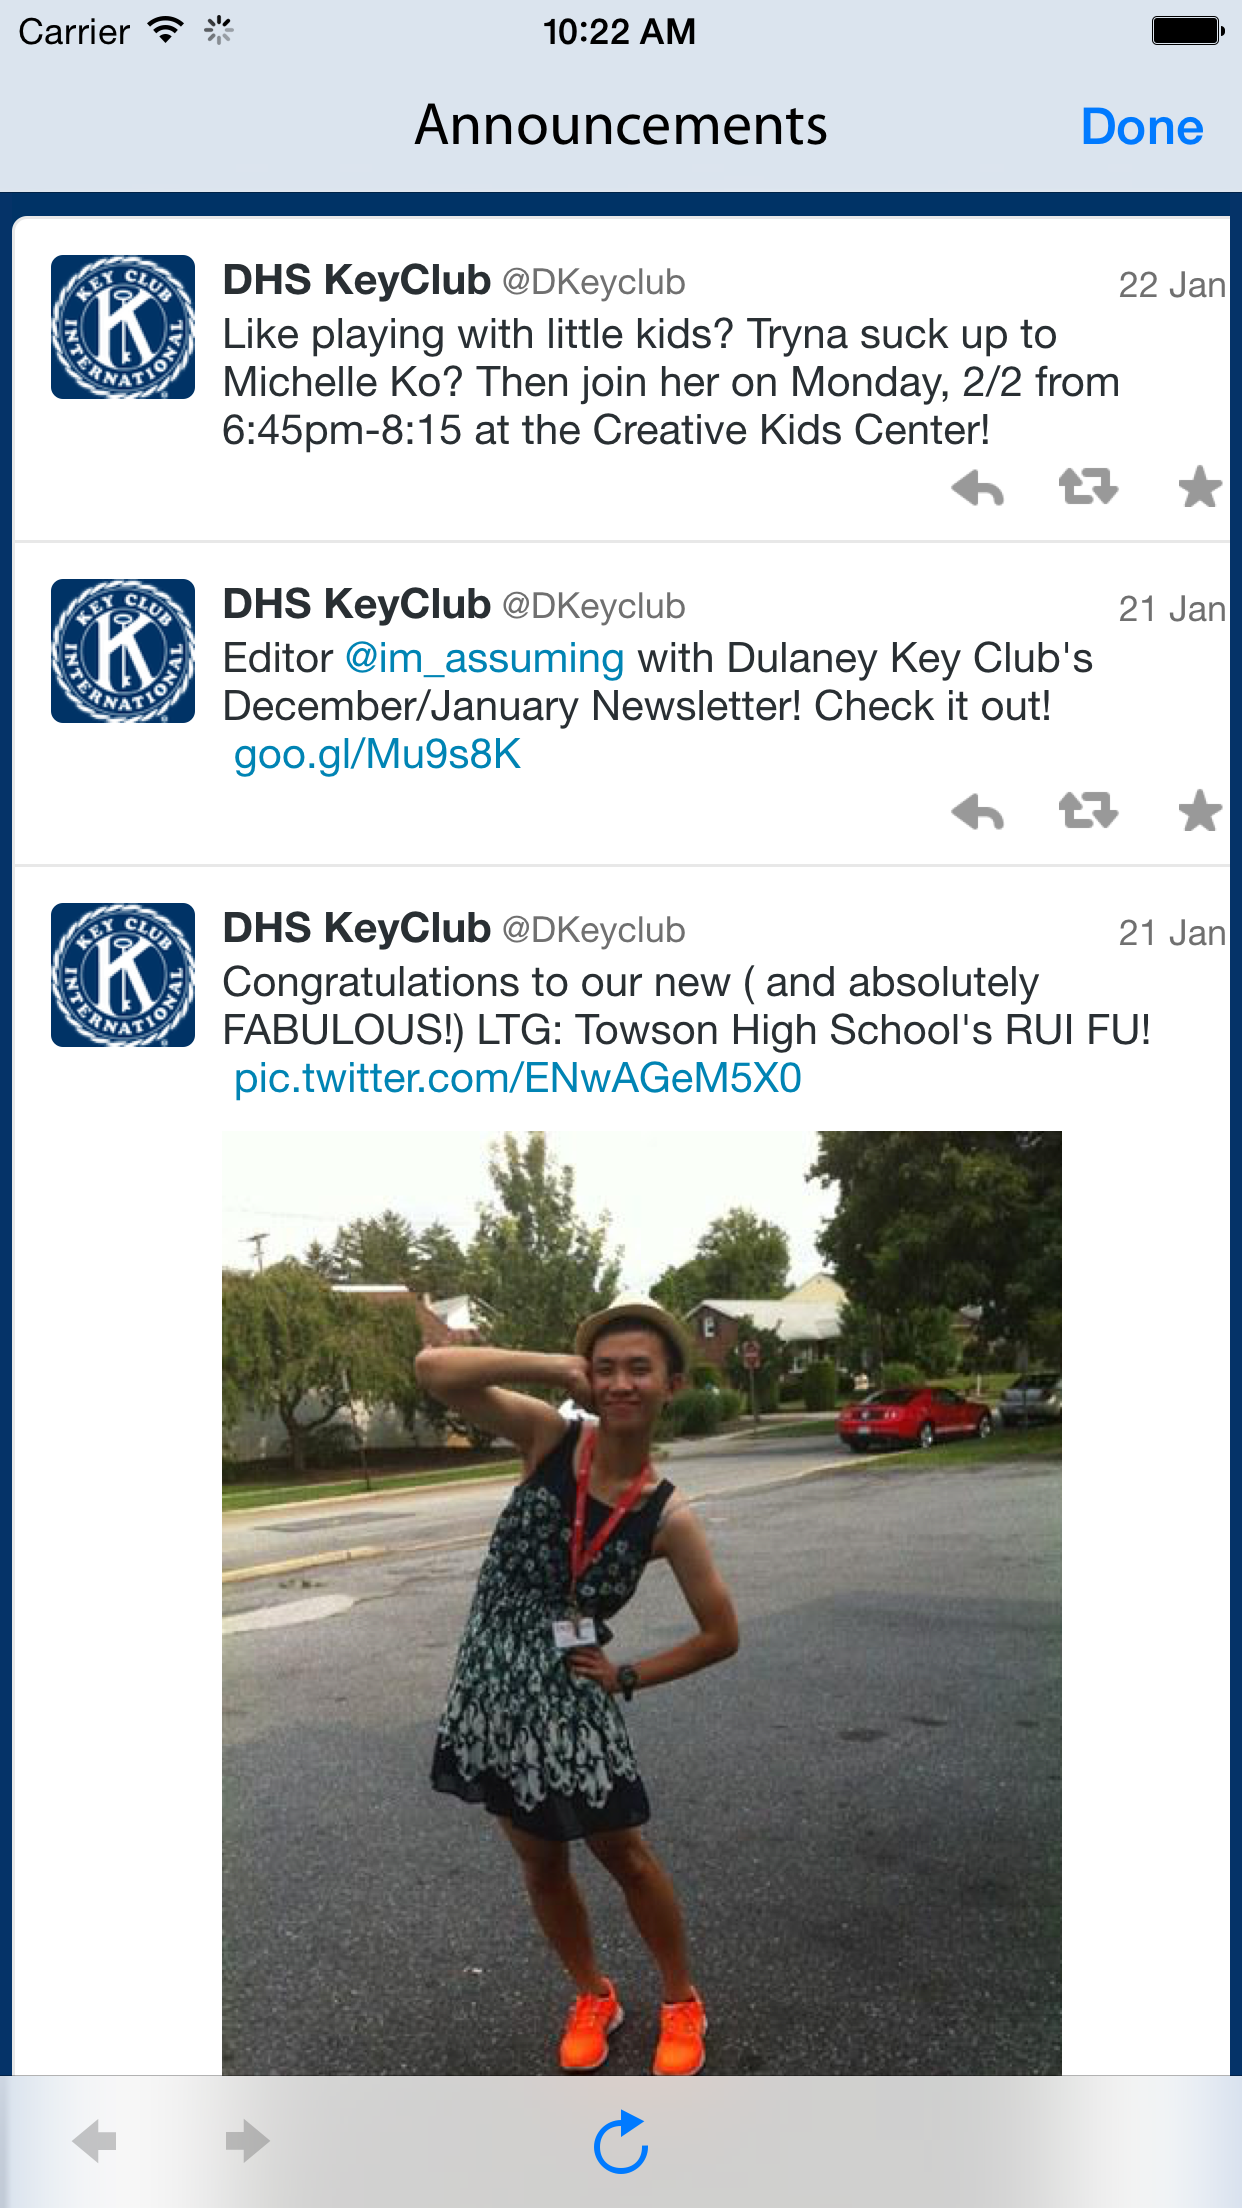 Carrier 10:22 AM
Announcements Done
KEY CLUB INTERNATIONAL
DHS KeyClub @DKeyclub 22 Jan
Like playing with little kids? Tryna suck up to
Michelle Ko? Then join her on Monday, 2/2 from
6:45pm-8:15 at the Creative Kids Center!
KEY CLUB INTERNATIONAL
DHS KeyClub @DKeyclub 21 Jan
Editor @im_assuming with Dulaney Key Club's
December/January Newsletter! Check it out!
goo.gl/Mu9s8K
KEY CLUB INTERNATIONAL
DHS KeyClub @DKeyclub 21 Jan
Congratulations to our new ( and absolutely
FABULOUS!) LTG: Towson High School's RUI FU!
pic.twitter.com/ENwAGeM5X0